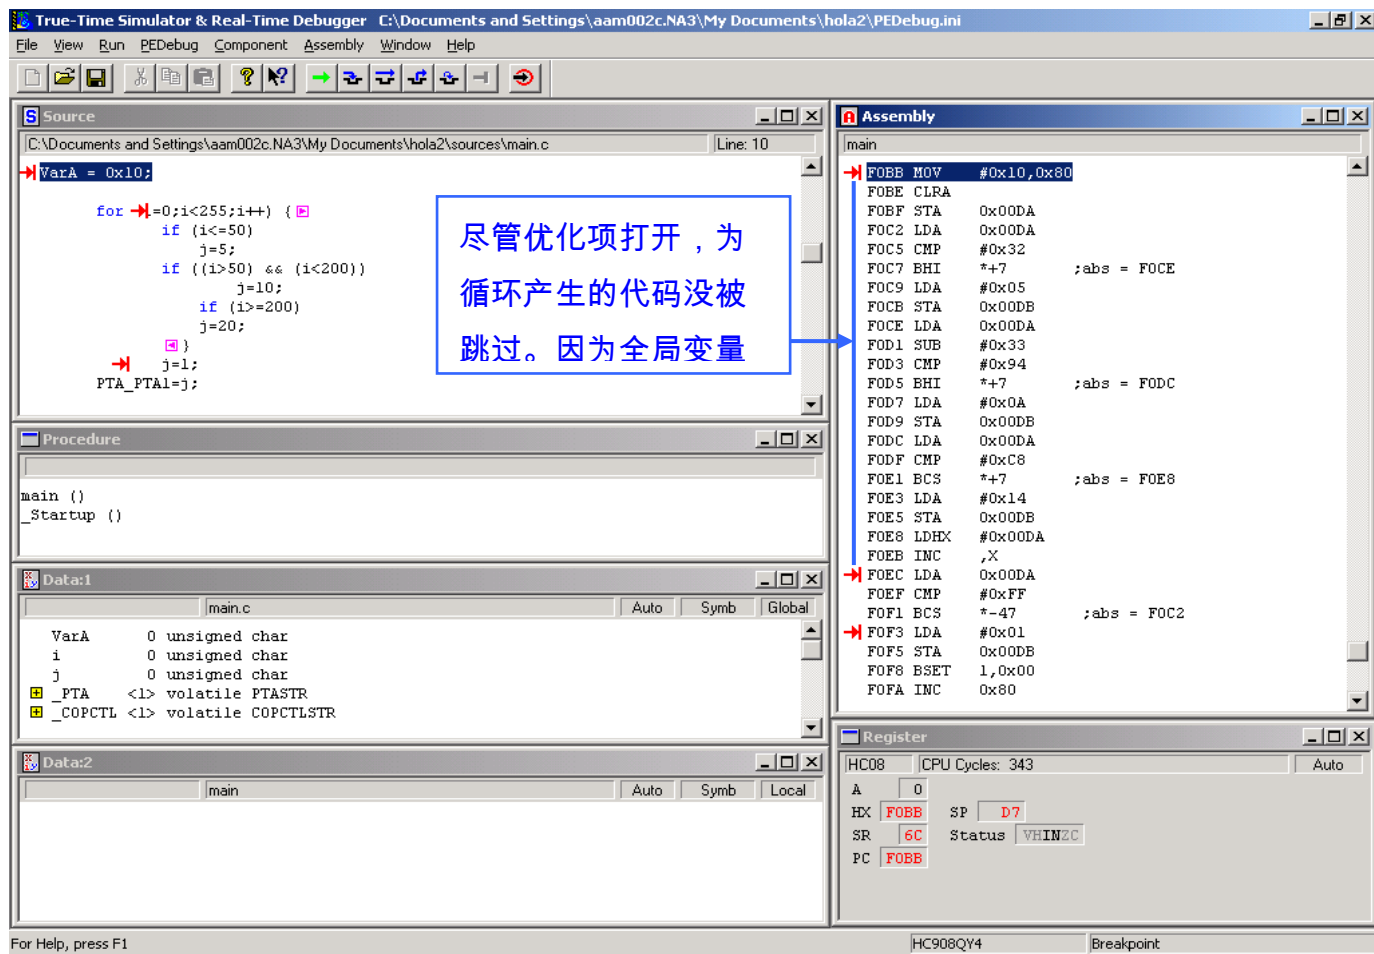 True-Time Simulator & Real-Time Debugger C:\Documents and Settings\aam002c.NA3\My Documents\hola2\PEDebug.ini
File View Run PEDebug Component Assembly Window Help
Source
C:\Documents and Settings\aam002c.NA3\My Documents\hola2\sources\main.c Line: 10
VarA = 0x10;
for =0;i<255;i++) {
if (i<=50)
j=5;
if ((i>50) && (i<200))
j=10;
if (i>=200)
j=20;
}
j=1;
PTA_PTA1=j;
尽管优化项打开，为
循环产生的代码没被
跳过。因为全局变量
Procedure
main ()
_Startup ()
Data:1
main.c Auto Symb Global
VarA 0 unsigned char
i 0 unsigned char
j 0 unsigned char
_PTA <1> volatile PTASTR
_COPCTL <1> volatile COPCTLSTR
Data:2
main Auto Symb Local
Assembly
main
F0BB MOV #0x10,0x80
F0BE CLRA
F0BF STA 0x00DA
F0C2 LDA 0x00DA
F0C5 CMP #0x32
F0C7 BHI *+7 ;abs = F0CE
F0C9 LDA #0x05
F0CB STA 0x00DB
F0CE LDA 0x00DA
F0D1 SUB #0x33
F0D3 CMP #0x94
F0D5 BHI *+7 ;abs = F0DC
F0D7 LDA #0x0A
F0D9 STA 0x00DB
F0DC LDA 0x00DA
F0DF CMP #0xC8
F0E1 BCS *+7 ;abs = F0E8
F0E3 LDA #0x14
F0E5 STA 0x00DB
F0E8 LDHX #0x00DA
F0EB INC ,X
F0EC LDA 0x00DA
F0EF CMP #0xFF
F0F1 BCS *-47 ;abs = F0C2
F0F3 LDA #0x01
F0F5 STA 0x00DB
F0F8 BSET 1,0x00
F0FA INC 0x80
Register
HC08 CPU Cycles: 343 Auto
A 0
HX F0BB SP D7
SR 6C Status VHINZC
PC F0BB
For Help, press F1 HC908QY4 Breakpoint